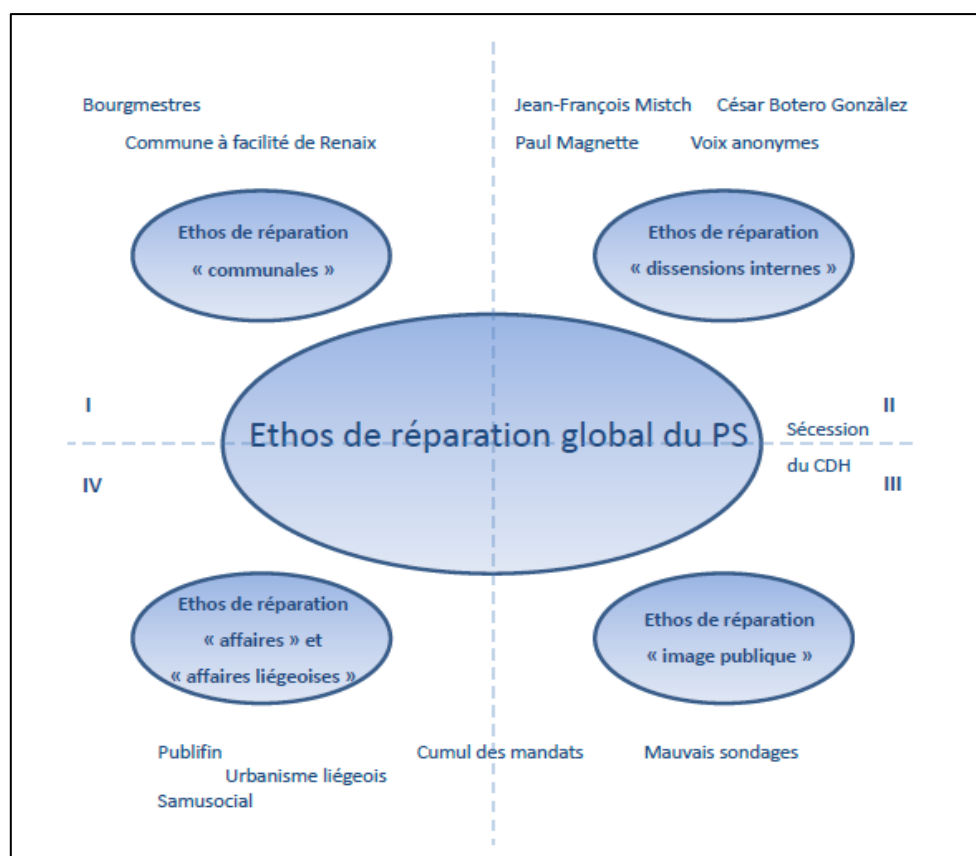 Bourgmestres
Commune à facilité de Renaix
Jean-François Mistch César Botero Gonzàlez
Paul Magnette Voix anonymes
Ethos de réparation
« communales »
Ethos de réparation
« dissensions internes »
I
II
Ethos de réparation global du PS
Sécession
du CDH
IV
III
Ethos de réparation
« affaires » et
« affaires liégeoises »
Ethos de réparation
« image publique »
Publifin
Urbanisme liégeois
Samusocial
Cumul des mandats
Mauvais sondages